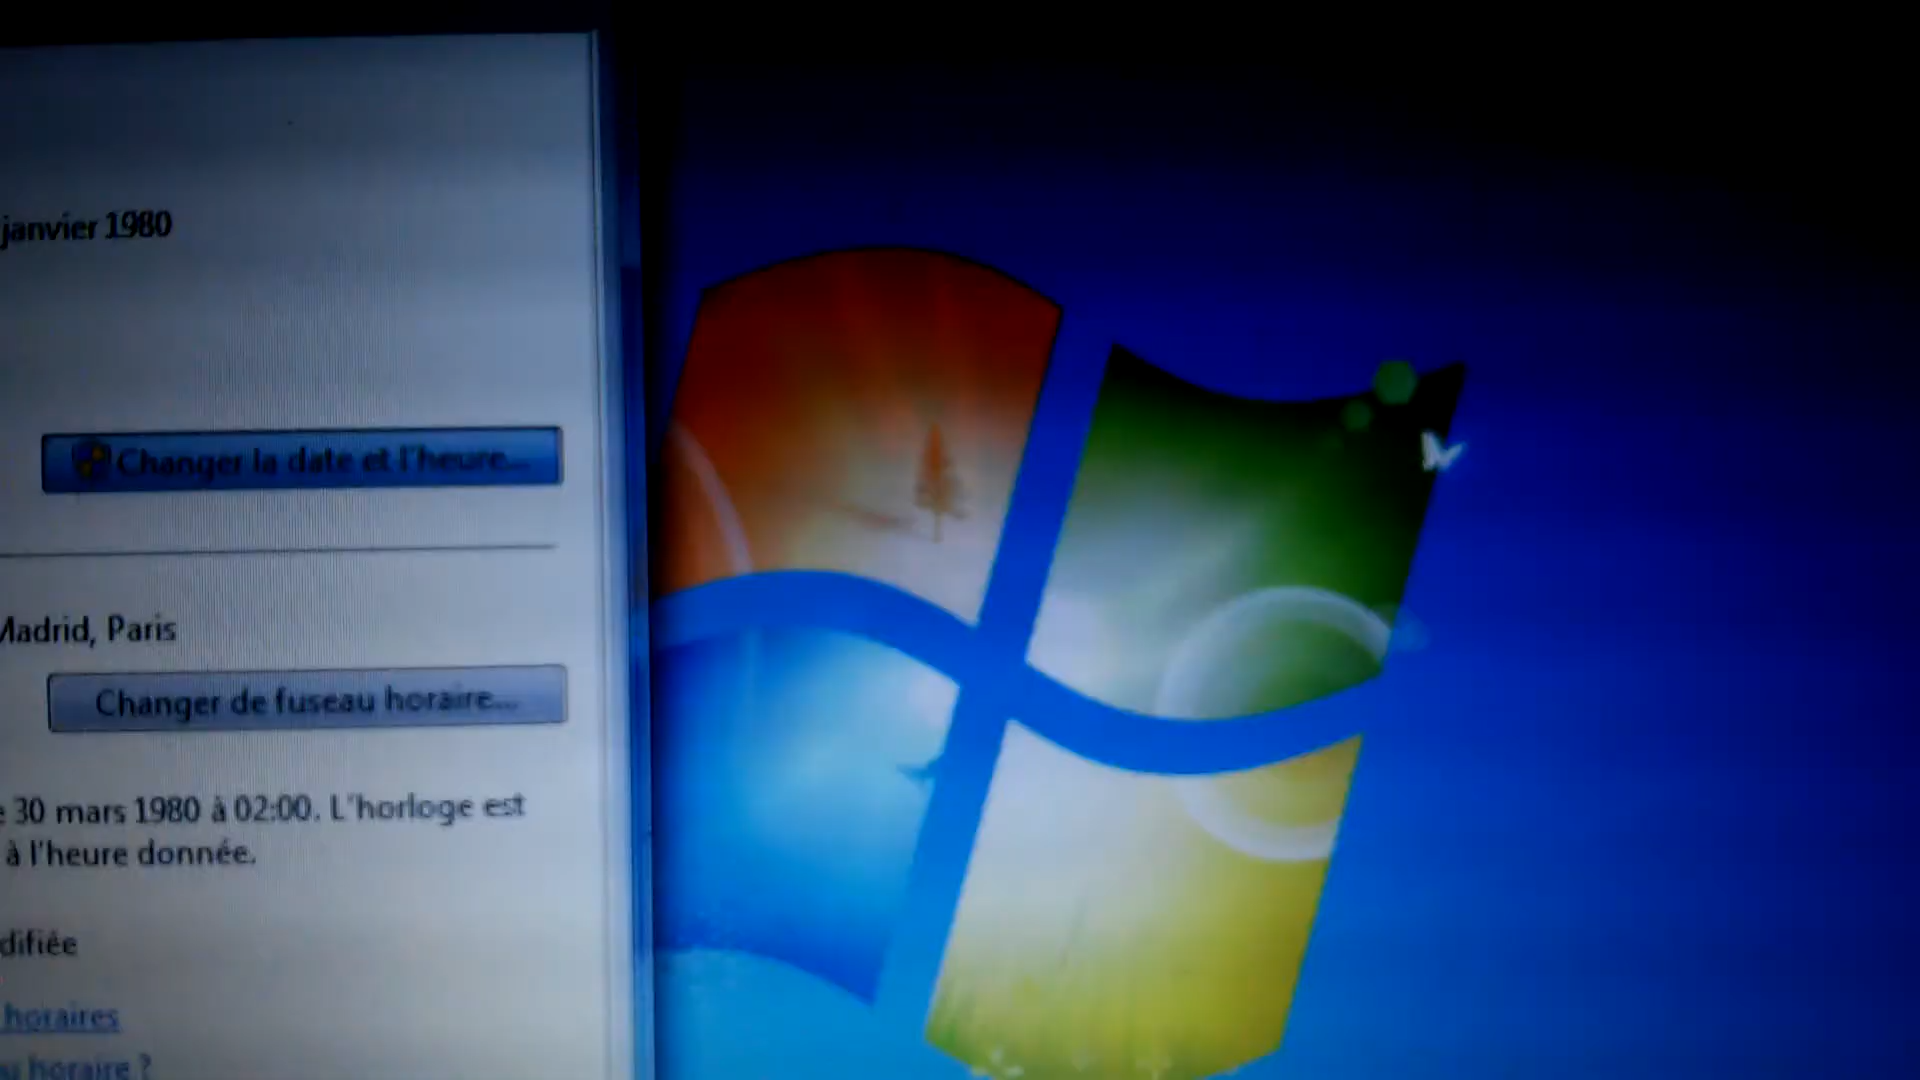 janvier 1980
Changer la date et l'heure...
Madrid, Paris
Changer de fuseau horaire...
30 mars 1980 à 02:00. L'horloge est
à l'heure donnée.
difiée
horaires
horaire ?